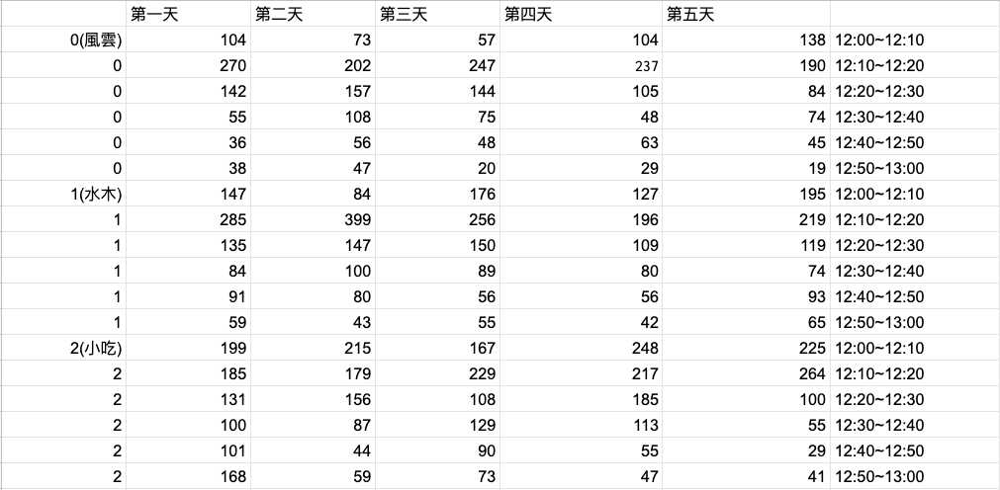 第一天 第二天 第三天 第四天 第五天
0(風雲) 104 73 57 104 138 12:00~12:10
0 270 202 247 237 190 12:10~12:20
0 142 157 144 105 84 12:20~12:30
0 55 108 75 48 74 12:30~12:40
0 36 56 48 63 45 12:40~12:50
0 38 47 20 29 19 12:50~13:00
1(水木) 147 84 176 127 195 12:00~12:10
1 285 399 256 196 219 12:10~12:20
1 135 147 150 109 119 12:20~12:30
1 84 100 89 80 74 12:30~12:40
1 91 80 56 56 93 12:40~12:50
1 59 43 55 42 65 12:50~13:00
2(小吃) 199 215 167 248 225 12:00~12:10
2 185 179 229 217 264 12:10~12:20
2 131 156 108 185 100 12:20~12:30
2 100 87 129 113 55 12:30~12:40
2 101 44 90 55 29 12:40~12:50
2 168 59 73 47 41 12:50~13:00